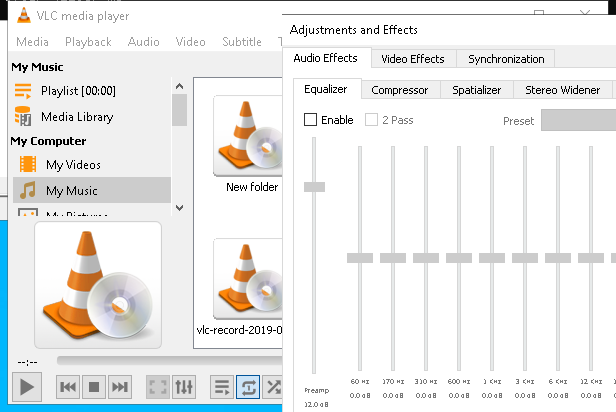 VLC media player
Media Playback Audio Video Subtitle
My Music
Playlist [00:00]
Media Library
My Computer
My Videos
My Music
New folder
vlc-record-2019-0
--:--
Adjustments and Effects
Audio Effects Video Effects Synchronization
Equalizer Compressor Spatializer Stereo Widener
Enable 2 Pass Preset
60 Hz 170 Hz 310 Hz 600 Hz 1 KHz 3 KHz 6 KHz 12 KHz
Preamp 0.0 dB 0.0 dB 0.0 dB 0.0 dB 0.0 dB 0.0 dB 0.0 dB 0.0 dB
12.0 dB